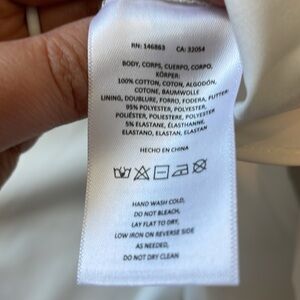 RN: 146863 CA: 32054
BODY, CORPS, CUERPO, CORPO,
KÖRPER:
100% COTTON, COTON, ALGODÓN,
COTONE, BAUMWOLLE
LINING, DOUBLURE, FORRO, FODERA, FUTTER:
95% POLYESTER, POLYESTER,
POLIÉSTER, POLIESTERE, POLYESTER
5% ELASTANE, ÉLASTHANNE,
ELASTANO, ELASTAN, ELASTAN
HECHO EN CHINA
HAND WASH COLD,
DO NOT BLEACH,
LAY FLAT TO DRY,
LOW IRON ON REVERSE SIDE
AS NEEDED,
DO NOT DRY CLEAN